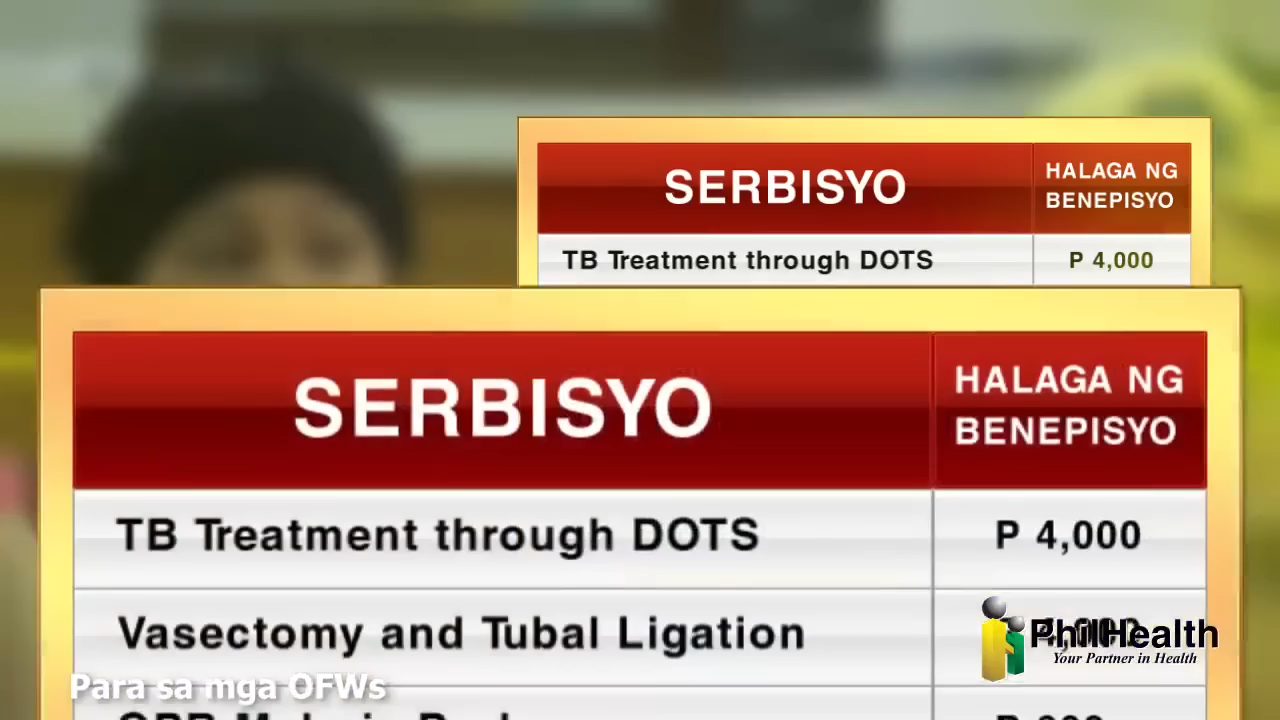 SERBISYO
HALAGA NG
BENEPISYO
TB Treatment through DOTS
P 4,000
SERBISYO
HALAGA NG
BENEPISYO
TB Treatment through DOTS
P 4,000
Vasectomy and Tubal Ligation
PhilHealth
Your Partner in Health
Para sa mga OFWs